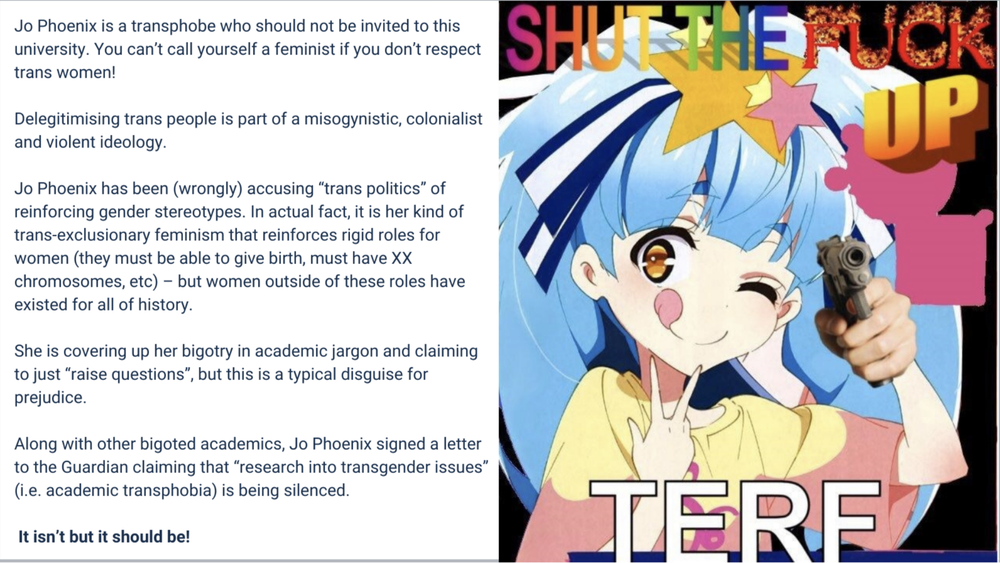 Jo Phoenix is a transphobe who should not be invited to this
university. You can’t call yourself a feminist if you don’t respect
trans women!
Delegitimising trans people is part of a misogynistic, colonialist
and violent ideology.
Jo Phoenix has been (wrongly) accusing “trans politics” of
reinforcing gender stereotypes. In actual fact, it is her kind of
trans-exclusionary feminism that reinforces rigid roles for
women (they must be able to give birth, must have XX
chromosomes, etc) – but women outside of these roles have
existed for all of history.
She is covering up her bigotry in academic jargon and claiming
to just “raise questions”, but this is a typical disguise for
prejudice.
Along with other bigoted academics, Jo Phoenix signed a letter
to the Guardian claiming that “research into transgender issues”
(i.e. academic transphobia) is being silenced.
It isn’t but it should be!
SHUT THE FUCK
UP
TERF